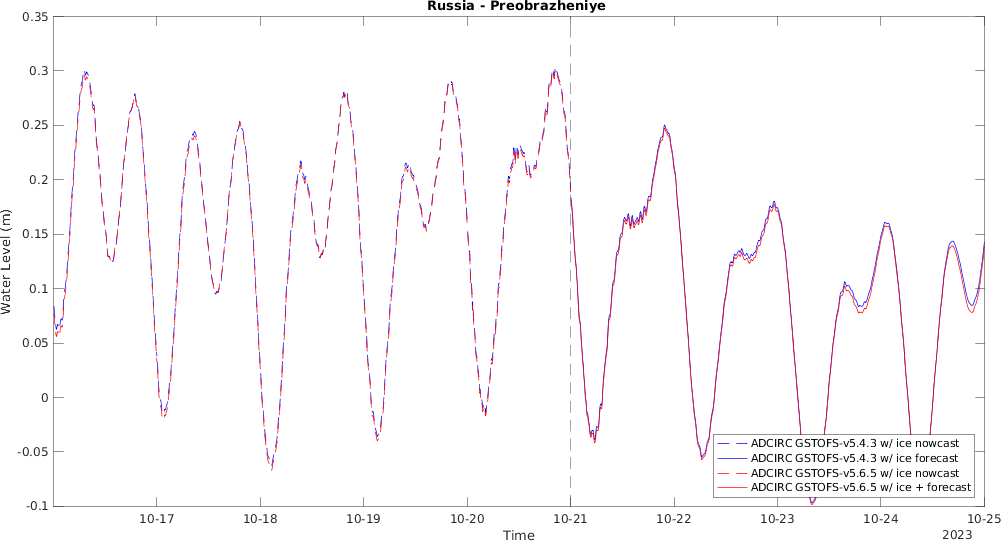 Russia - Preobrazheniye
0.35
0.3
0.25
0.2
0.15
0.1
0.05
0
-0.05
-0.1
Water Level (m)
ADCIRC GSTOFS-v5.4.3 w/ ice nowcast
ADCIRC GSTOFS-v5.4.3 w/ ice forecast
ADCIRC GSTOFS-v5.6.5 w/ ice nowcast
ADCIRC GSTOFS-v5.6.5 w/ ice + forecast
10-17 10-18 10-19 10-20 10-21 10-22 10-23 10-24 10-25
Time
2023